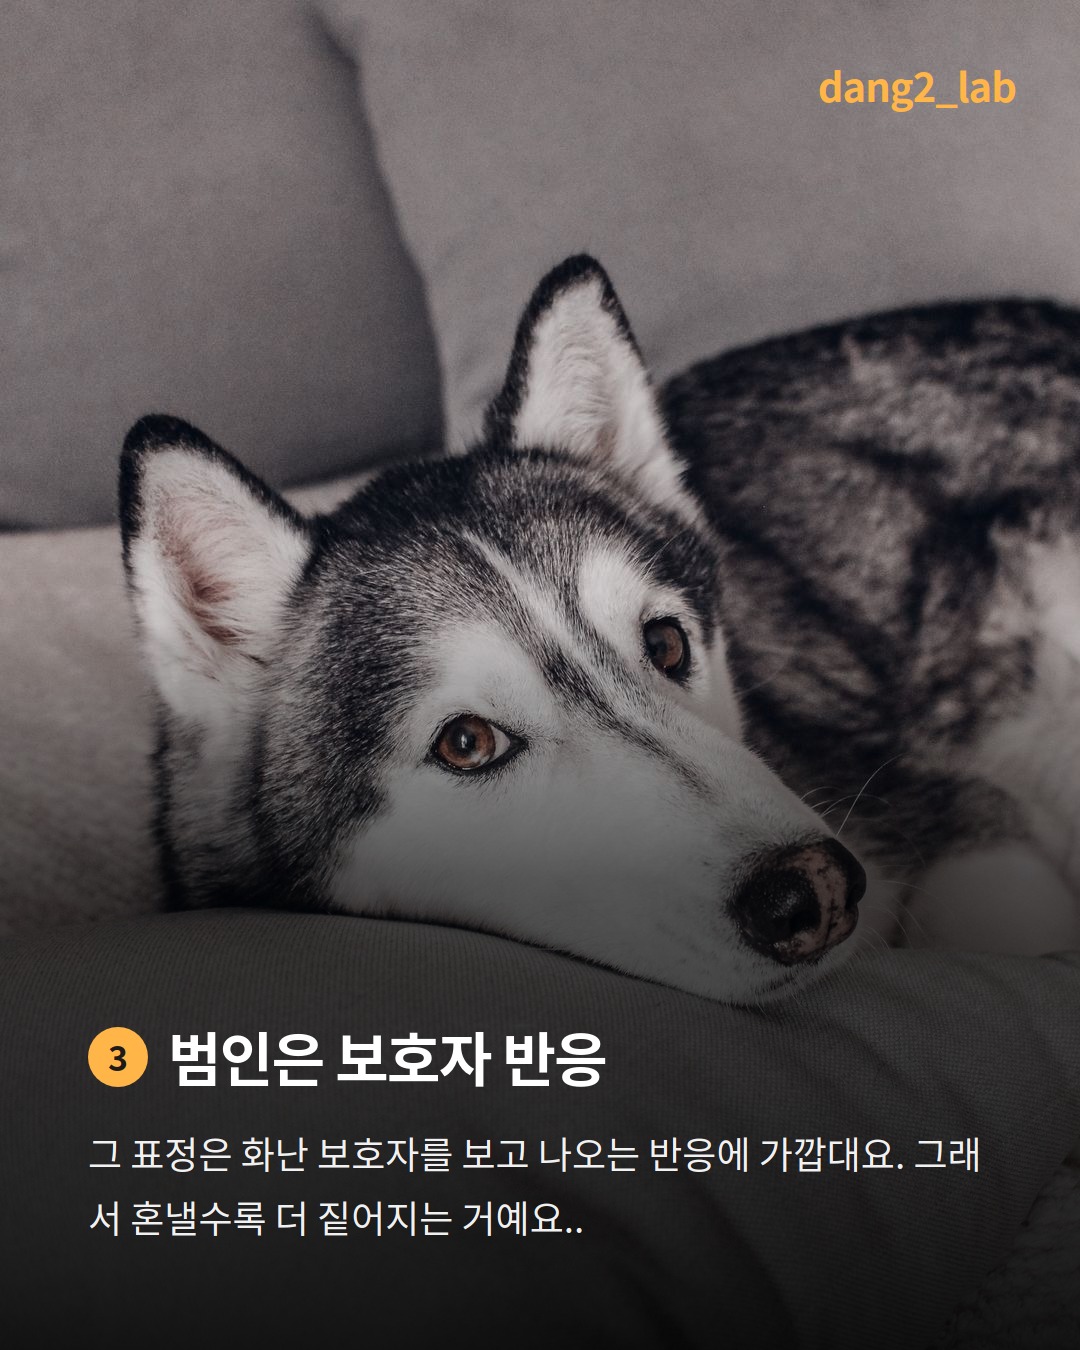 dang2_lab
3 범인은 보호자 반응
그 표정은 화난 보호자를 보고 나오는 반응에 가깝대요. 그래
서 혼낼수록 더 짙어지는 거예요..